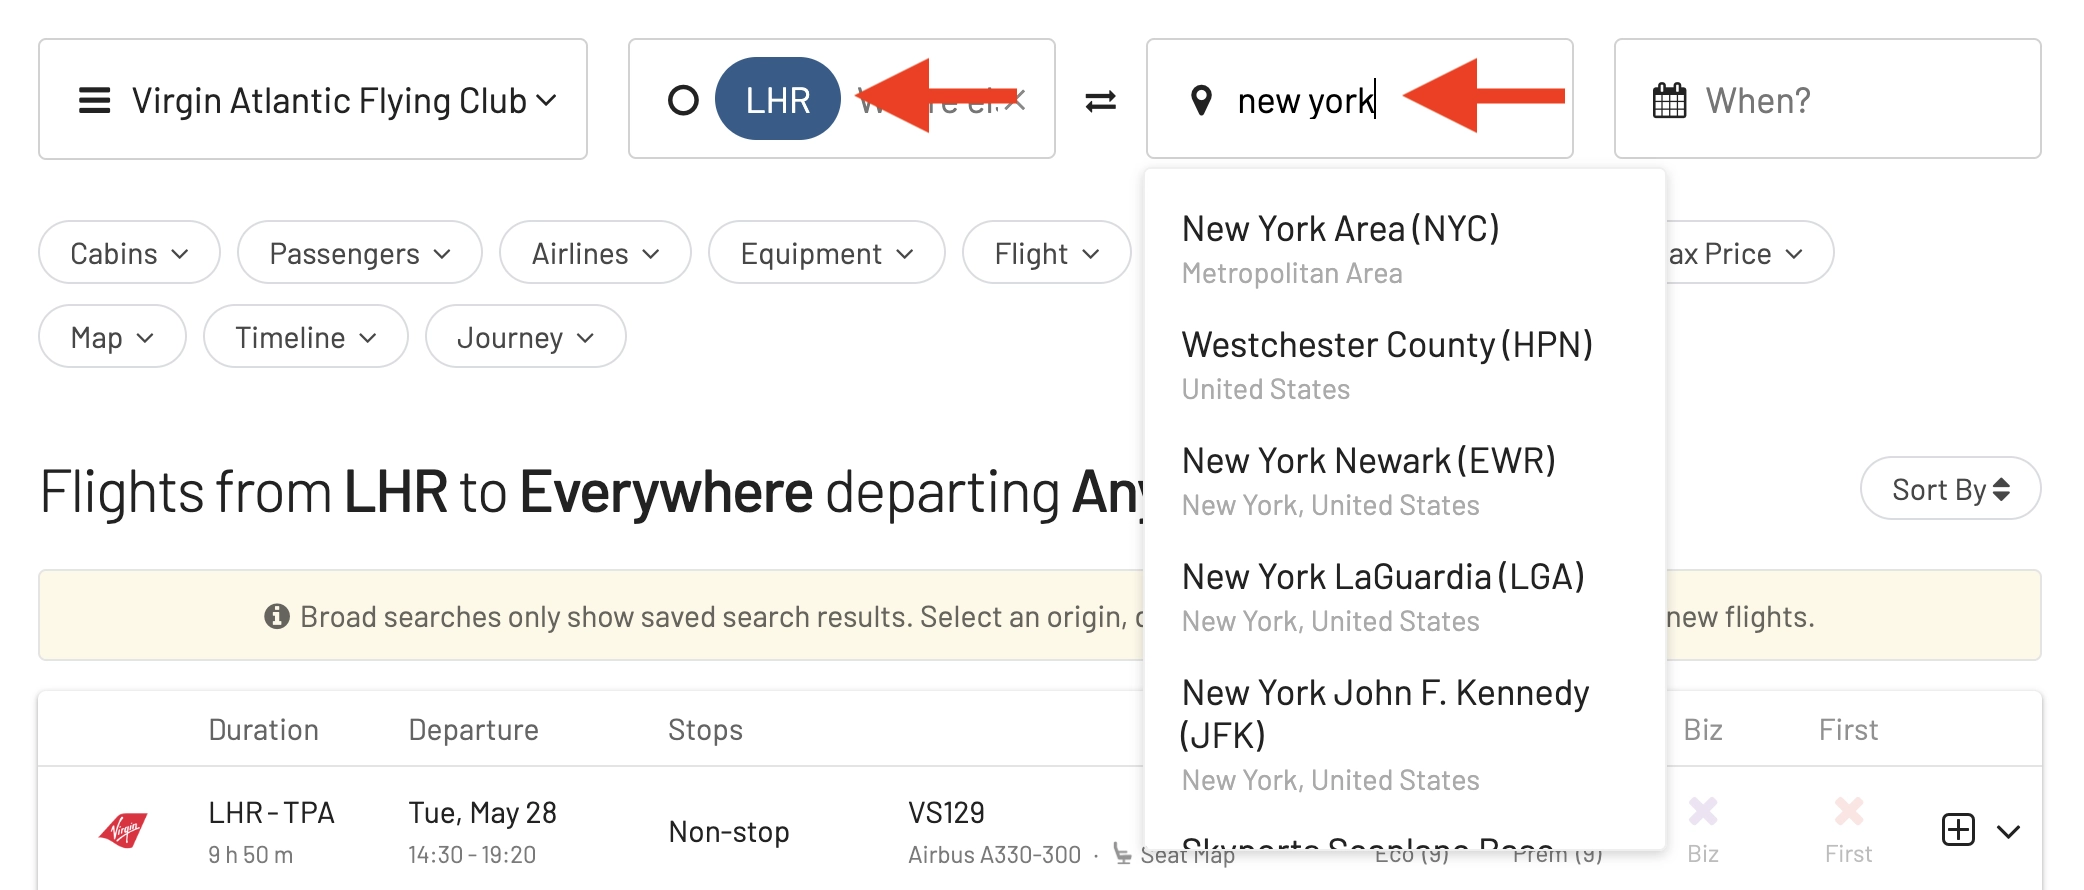 Virgin Atlantic Flying Club
LHR
new york
When?
Cabins
Passengers
Airlines
Equipment
Flight
ax Price
Map
Timeline
Journey
New York Area (NYC)
Metropolitan Area
Westchester County (HPN)
United States
New York Newark (EWR)
New York, United States
New York LaGuardia (LGA)
New York, United States
New York John F. Kennedy
(JFK)
New York, United States
Flights from LHR to Everywhere departing
Sort By
Broad searches only show saved search results. Select an origin,
new flights.
Duration
Departure
Stops
Biz
First
Virgin
LHR - TPA
9 h 50 m
Tue, May 28
14:30 - 19:20
Non-stop
VS129
Airbus A330-300 · Seat Map
Eco (9)
Prem (9)
Biz
First